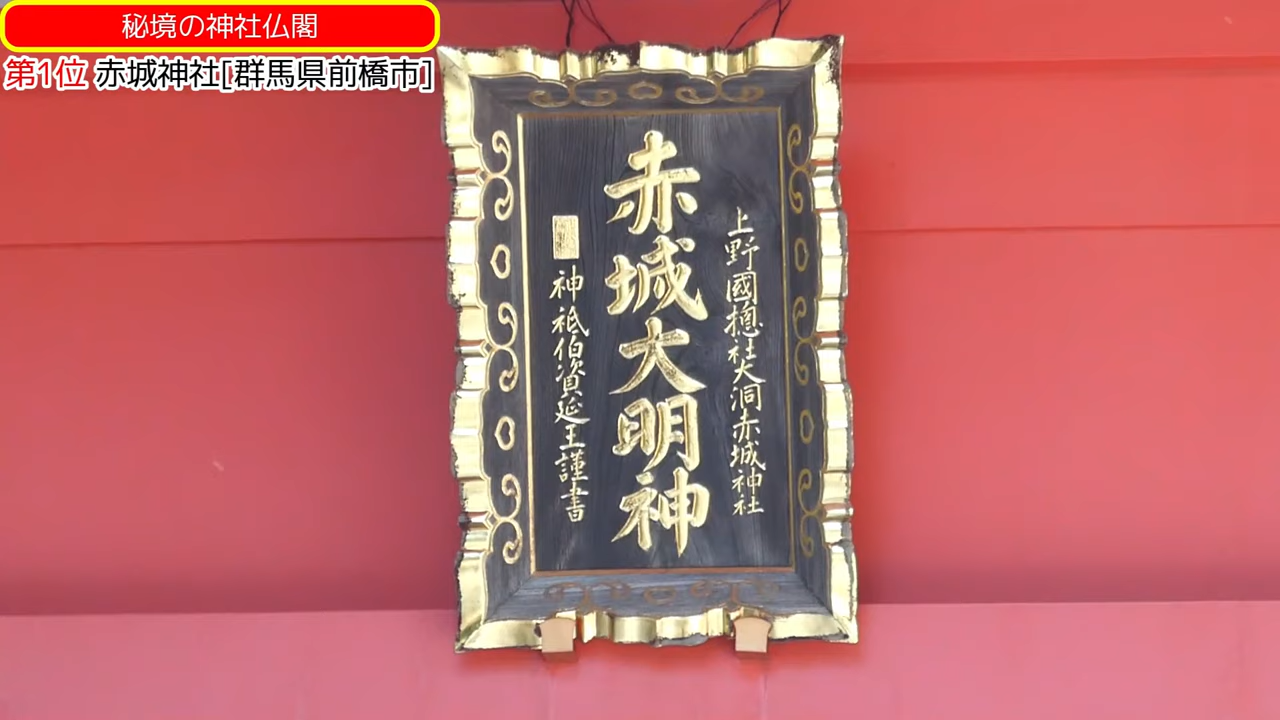 秘境の神社仏閣
第1位 赤城神社[群馬県前橋市]
上野國揔社大洞赤城神社
赤城大明神
神祇伯資延王謹書